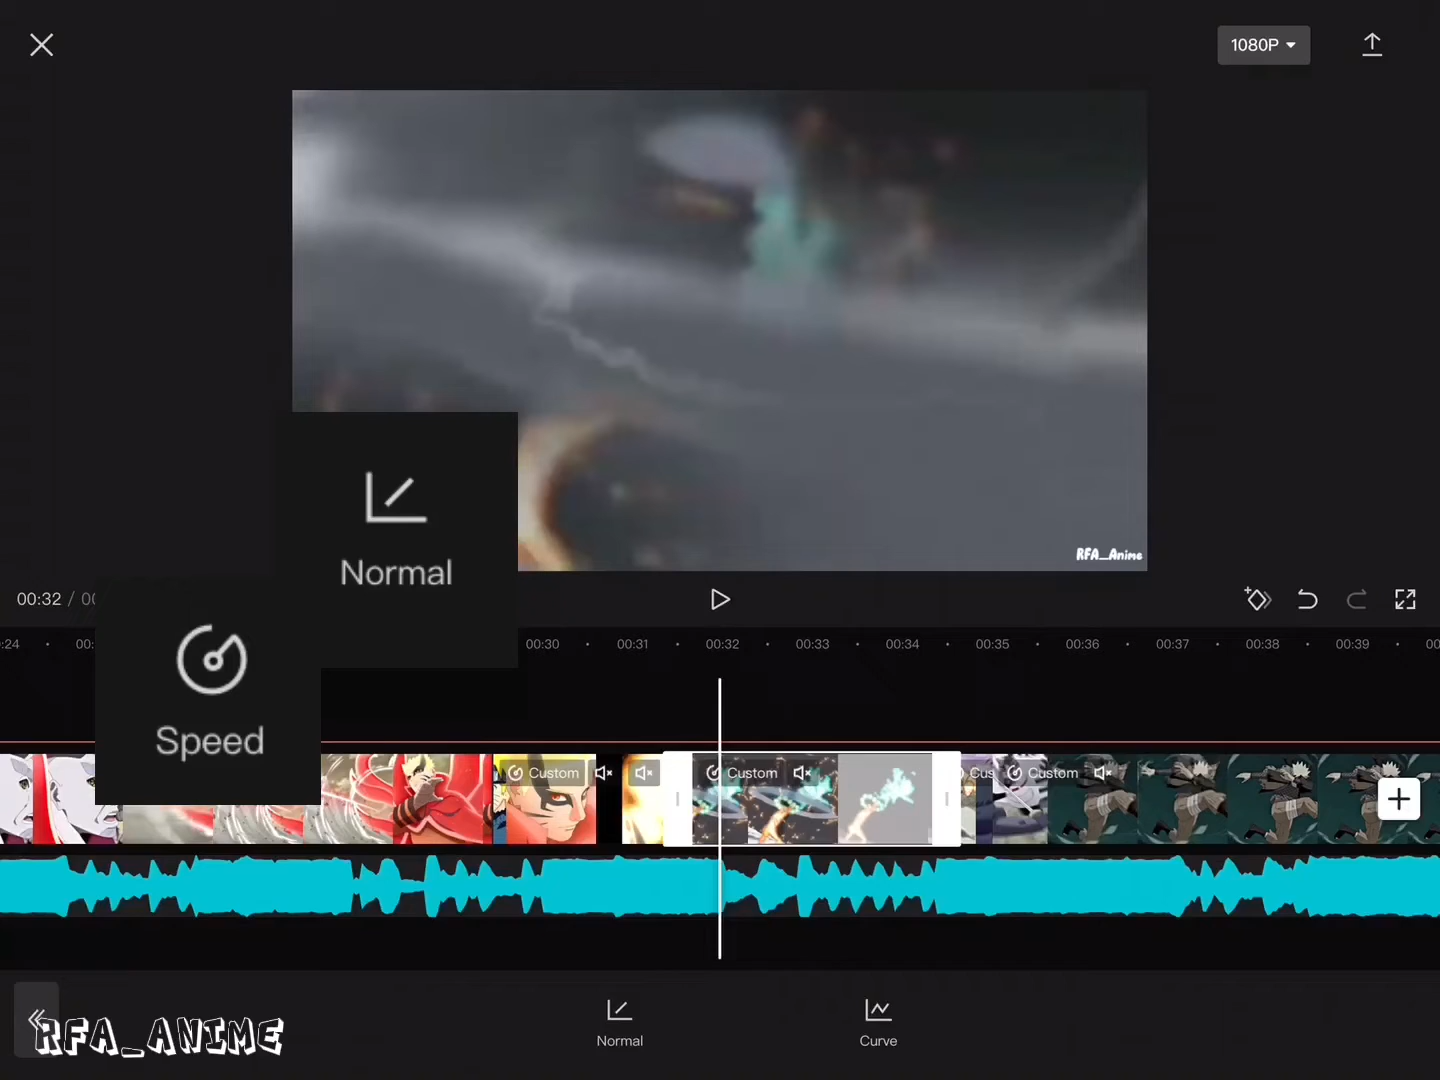 1080P
RFA_Anime
Normal
00:32 / 00
Speed
:24 00: 00:30 00:31 00:32 00:33 00:34 00:35 00:36 00:37 00:38 00:39 00
Custom Custom Cus Custom
RFA_ANIME
Normal Curve